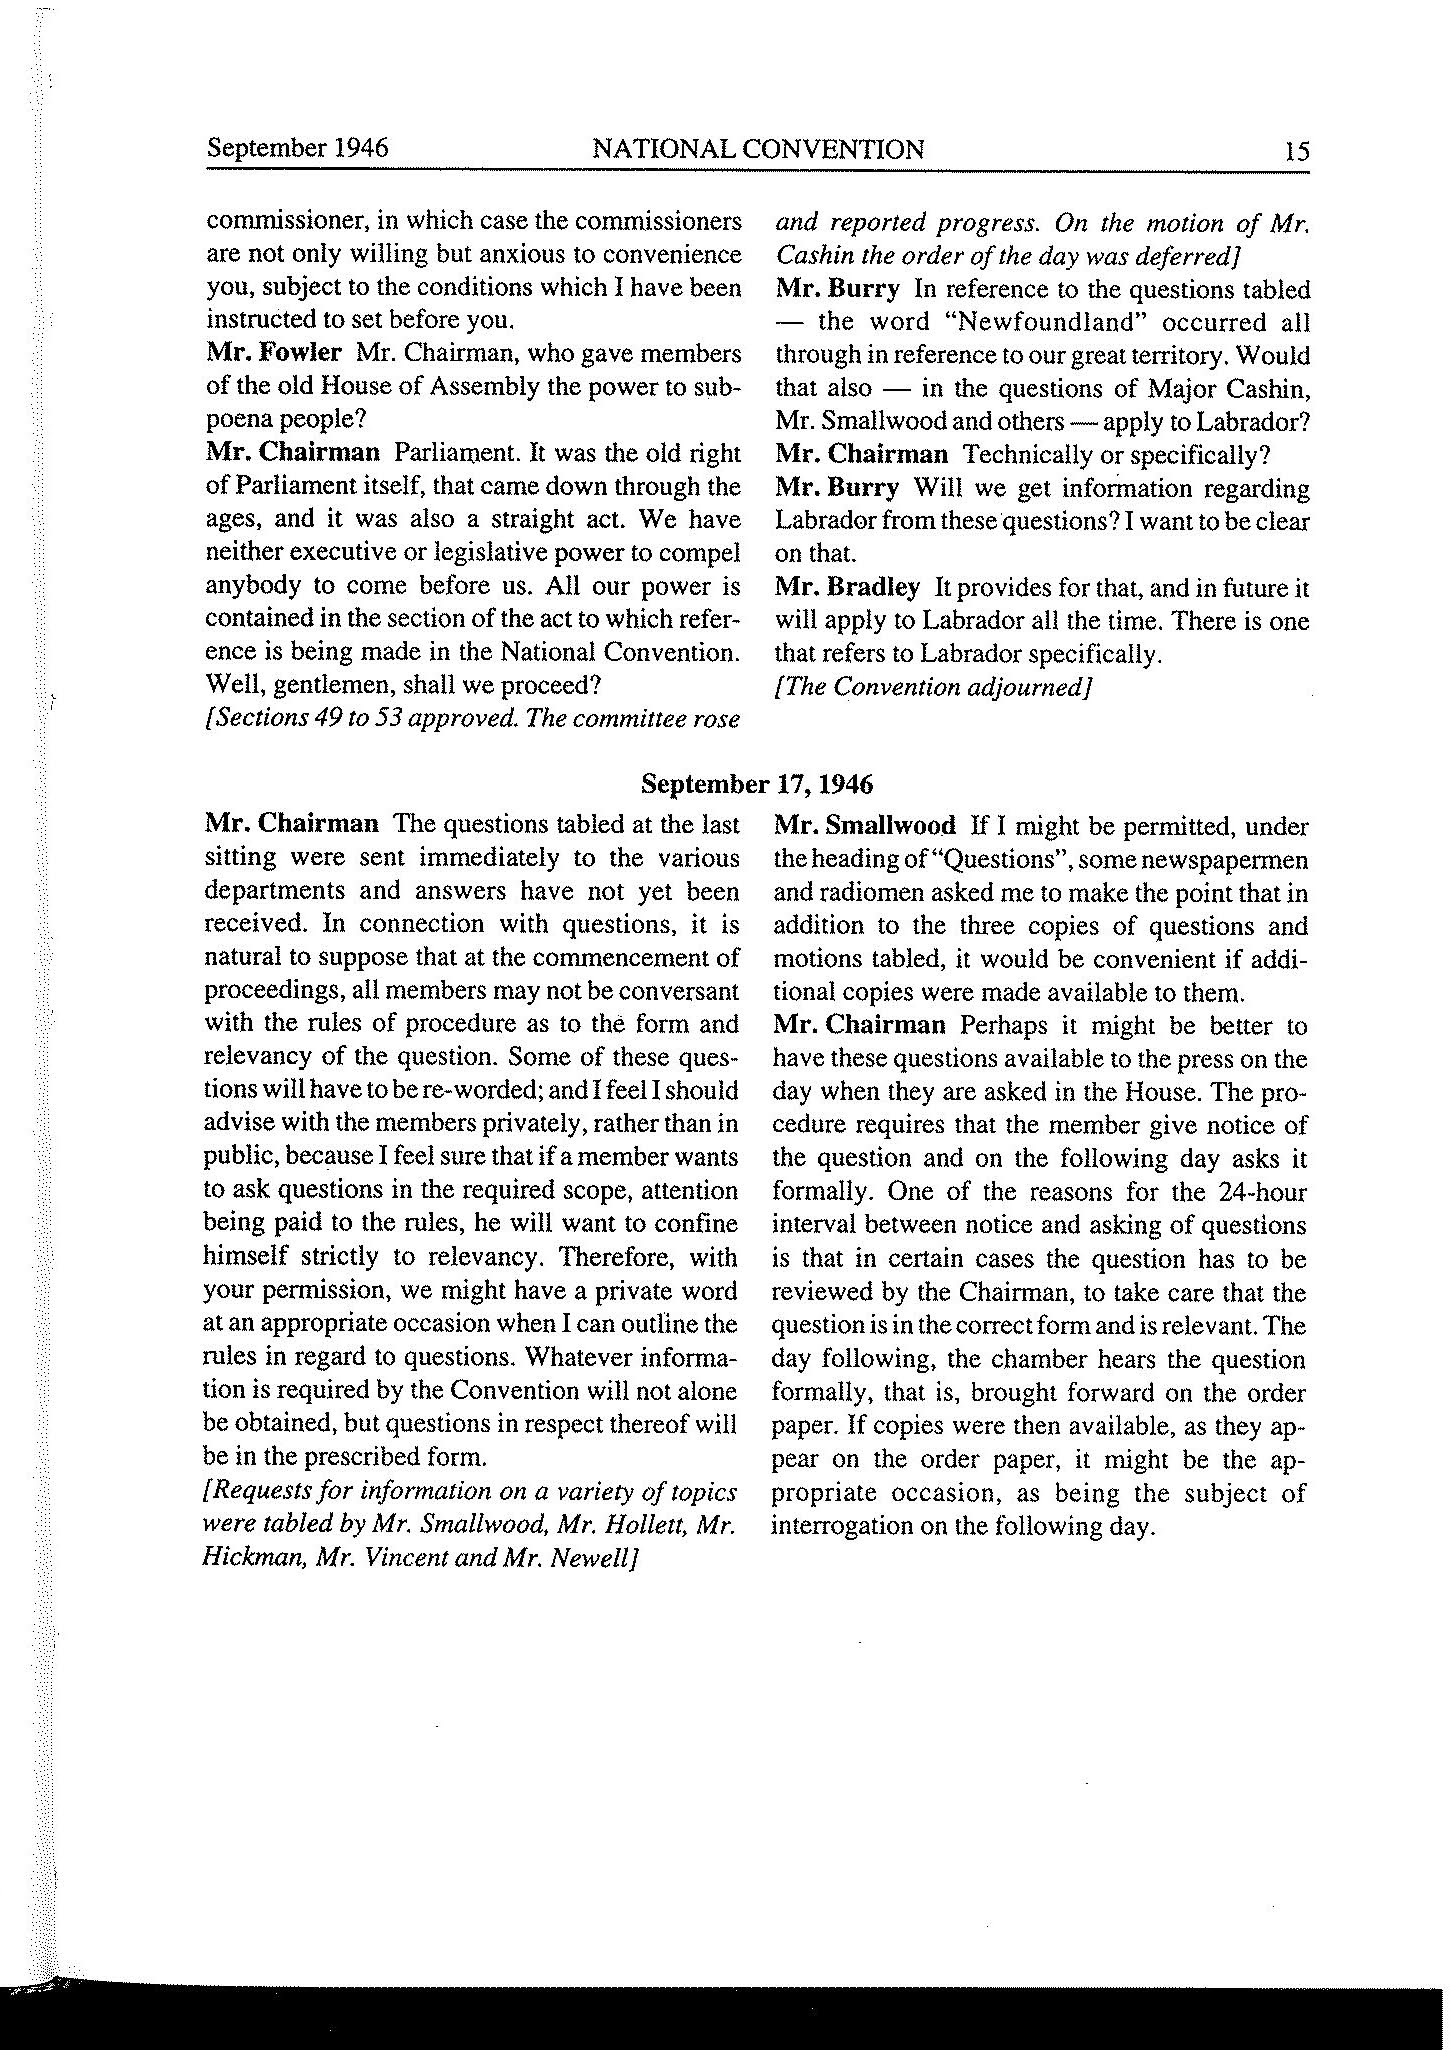 September 1946 NATIONAL CONVENTION 15
commissioner, in which case the commissioners
are not only willing but anxious to convenience
you, subject to the conditions which I have been
instructed to set before you.
Mr. Fowler Mr. Chairman, who gave members
of the old House of Assembly the power to sub-
poena people?
Mr. Chairman Parliament. It was the old right
of Parliament itself, that came down through the
ages, and it was also a straight act. We have
neither executive or legislative power to compel
anybody to come before us. All our power is
contained in the section of the act to which refer-
ence is being made in the National Convention.
Well, gentlemen, shall we proceed?
[Sections 49 to 53 approved. The committee rose
and reported progress. On the motion of Mr.
Cashin the order of the day was deferred]
Mr. Burry In reference to the questions tabled
— the word “Newfoundland” occurred all
through in reference to our great territory. Would
that also — in the questions of Major Cashin,
Mr. Smallwood and others — apply to Labrador?
Mr. Chairman Technically or specifically?
Mr. Burry Will we get information regarding
Labrador from these questions? I want to be clear
on that.
Mr. Bradley It provides for that, and in future it
will apply to Labrador all the time. There is one
that refers to Labrador specifically.
[The Convention adjourned]
September 17, 1946
Mr. Chairman The questions tabled at the last
sitting were sent immediately to the various
departments and answers have not yet been
received. In connection with questions, it is
natural to suppose that at the commencement of
proceedings, all members may not be conversant
with the rules of procedure as to the form and
relevancy of the question. Some of these ques-
tions will have to be re-worded; and I feel I should
advise with the members privately, rather than in
public, because I feel sure that if a member wants
to ask questions in the required scope, attention
being paid to the rules, he will want to confine
himself strictly to relevancy. Therefore, with
your permission, we might have a private word
at an appropriate occasion when I can outline the
rules in regard to questions. Whatever informa-
tion is required by the Convention will not alone
be obtained, but questions in respect thereof will
be in the prescribed form.
[Requests for information on a variety of topics
were tabled by Mr. Smallwood, Mr. Hollett, Mr.
Hickman, Mr. Vincent and Mr. Newell]
Mr. Smallwood If I might be permitted, under
the heading of “Questions”, some newspapermen
and radiomen asked me to make the point that in
addition to the three copies of questions and
motions tabled, it would be convenient if addi-
tional copies were made available to them.
Mr. Chairman Perhaps it might be better to
have these questions available to the press on the
day when they are asked in the House. The pro-
cedure requires that the member give notice of
the question and on the following day asks it
formally. One of the reasons for the 24-hour
interval between notice and asking of questions
is that in certain cases the question has to be
reviewed by the Chairman, to take care that the
question is in the correct form and is relevant. The
day following, the chamber hears the question
formally, that is, brought forward on the order
paper. If copies were then available, as they ap-
pear on the order paper, it might be the ap-
propriate occasion, as being the subject of
interrogation on the following day.